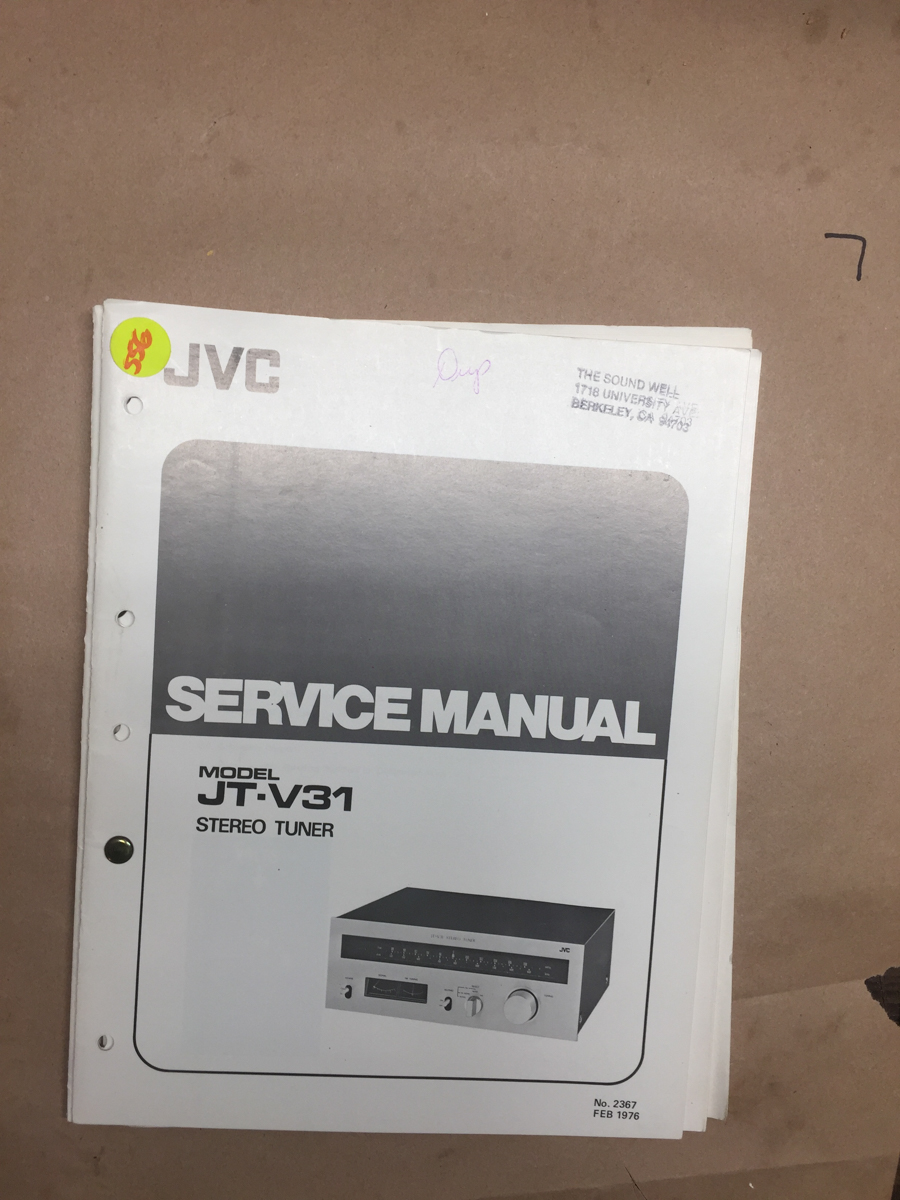 JVC
Dup
THE SOUND WELL
1718 UNIVERSITY AVE
BERKELEY, CA 94703
SERVICE MANUAL
MODEL
JT-V31
STEREO TUNER
JVC
No. 2367
FEB 1976